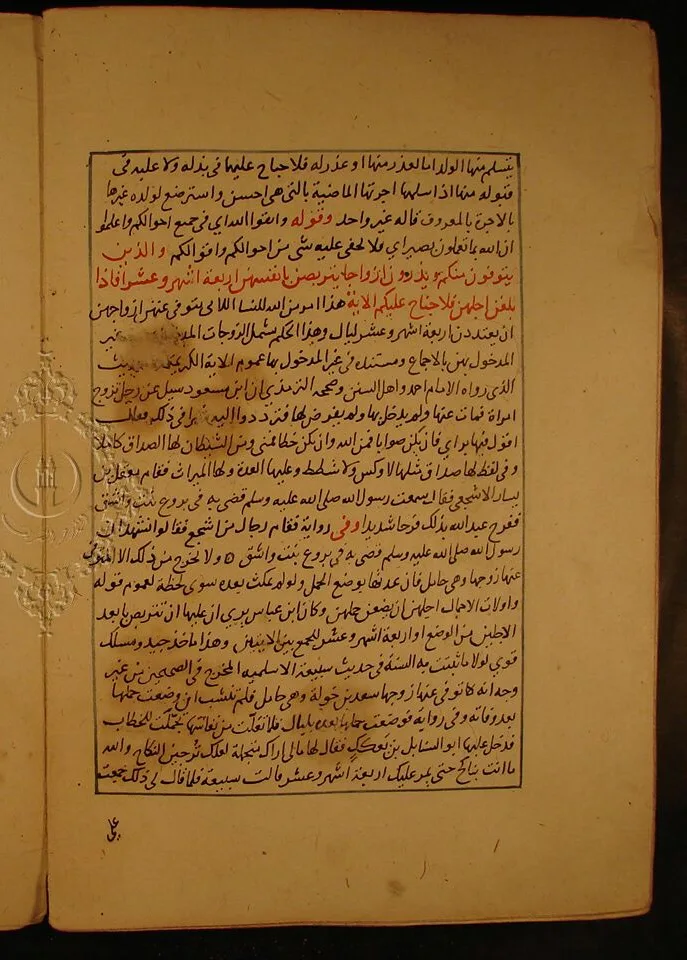 يتسلم منها الولد اما لعذر منها او عذر له فلا جناح عليهما في بذله ولا عليه في
قبوله منها اذا سلمها اجرتها الماضية بالتي هي احسن واسترضع لولده غيرها
بالاجرة بالمعروف قاله غير واحد وقوله واتقوا الله اي في جميع احوالكم واعلموا
ان الله بما تعملون بصير اي فلا يخفى عليه شي من احوالكم واقوالكم والذين
يتوفون منكم ويذرون ازواجا يتربصن بانفسهن اربعة اشهر وعشرا فاذا
بلغن اجلهن فلا جناح عليكم الاية هذا امر من الله للنسا اللاتي يتوفى عنهن ازواجهن
ان يعتددن اربعة اشهر وعشر ليال وهذا الحكم يشمل الزوجات المدخول بهن وغير
المدخول بهن بالاجماع ومستنده في غير المدخول بها عموم الاية الكريمة وحديث
الذي رواه الامام احمد واهل السنن وصححه الترمذي ان ابن مسعود سيل عن رجل تزوج
امراة فمات عنها ولم يدخل بها ولم يفرض لها فترددوا اليه في ذلك فقال
اقول فيها براي فان يكن صوابا فمن الله وان يكن خطا فمني ومن الشيطان لها الصداق كاملا
وفي لفظ لها صداق مثلها لا وكس ولا شطط وعليها العدة ولها الميراث فقام معقل بن
يسار الاشجعي فقال سمعت رسول الله صلى الله عليه وسلم قضى به في بروع بنت واشق
ففرح عبد الله بذلك فرحا شديدا وفي رواية فقام رجال من اشجع فقالوا نشهد ان
رسول الله صلى الله عليه وسلم قضى به في بروع بنت واشق ولا يخرج من ذلك الا المتوفى
عنها زوجها وهي حامل فان عدتها بوضع الحمل ولو لم تمكث بعده سوى لحظة لعموم قوله
واولات الاحمال اجلهن ان يضعن حملهن وكان ابن عباس يرى ان عليها ان تتربص بابعد
الاجلين من الوضع او اربعة اشهر وعشر للجمع بين الايتين وهذا ماخذ جيد ومسلك
قوي لولا ما ثبتت به السنة في حديث سبيعة الاسلمية المخرج في الصحيحين من غير
وجه انه توفي عنها زوجها سعد بن خولة وهي حامل فلم تنشب ان وضعت حملها
بعد وفاته وفي رواية فوضعت حملها بعده بليال فلما تعلت من نفاسها تجملت للخطاب
فدخل عليها ابو السنابل بن بعكك فقال لها مالي اراك متجملة لعلك ترجين النكاح والله
ما انت بناكح حتى يمر عليك اربعة اشهر وعشر قالت سبيعة فلما قال لي ذلك جمعت
علي